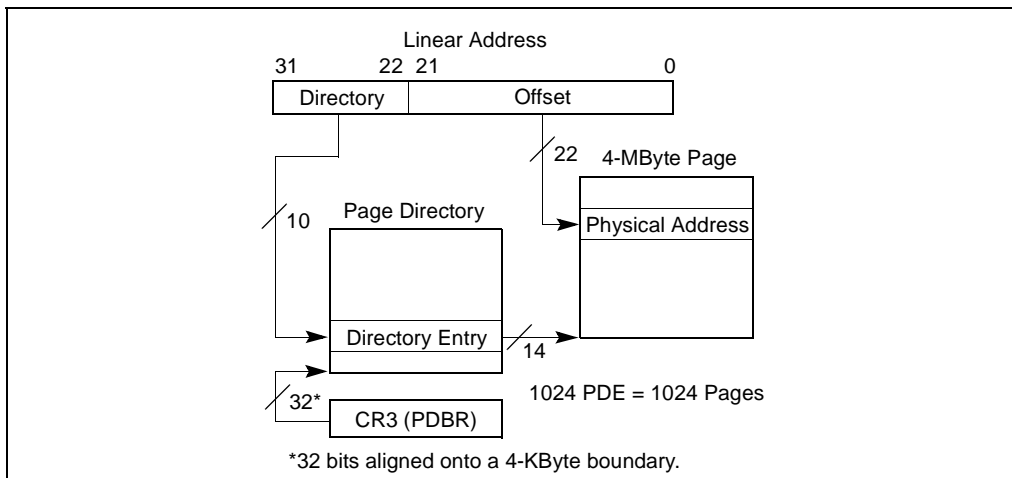 Linear Address
31 22 21 0
Directory Offset
22
4-MByte Page
10
Page Directory
Physical Address
Directory Entry
14
32*
1024 PDE = 1024 Pages
CR3 (PDBR)
*32 bits aligned onto a 4-KByte boundary.